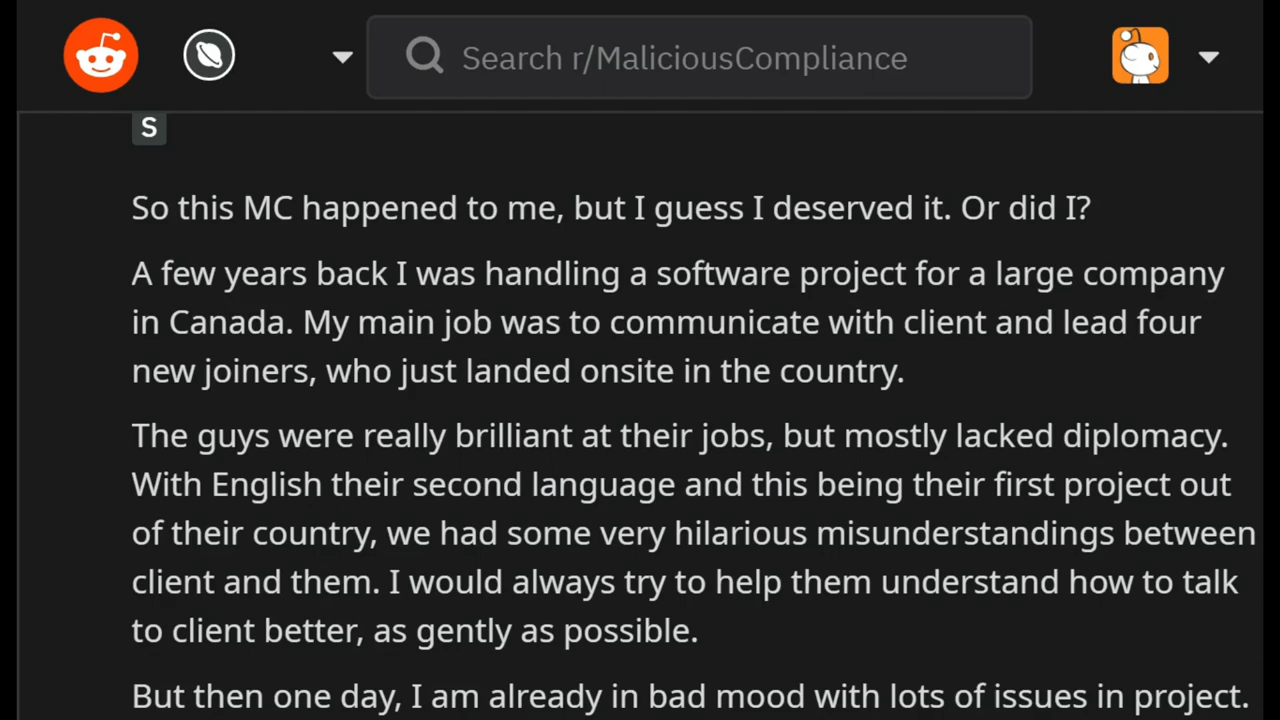 Search r/MaliciousCompliance
S
So this MC happened to me, but I guess I deserved it. Or did I?
A few years back I was handling a software project for a large company
in Canada. My main job was to communicate with client and lead four
new joiners, who just landed onsite in the country.
The guys were really brilliant at their jobs, but mostly lacked diplomacy.
With English their second language and this being their first project out
of their country, we had some very hilarious misunderstandings between
client and them. I would always try to help them understand how to talk
to client better, as gently as possible.
But then one day, I am already in bad mood with lots of issues in project.